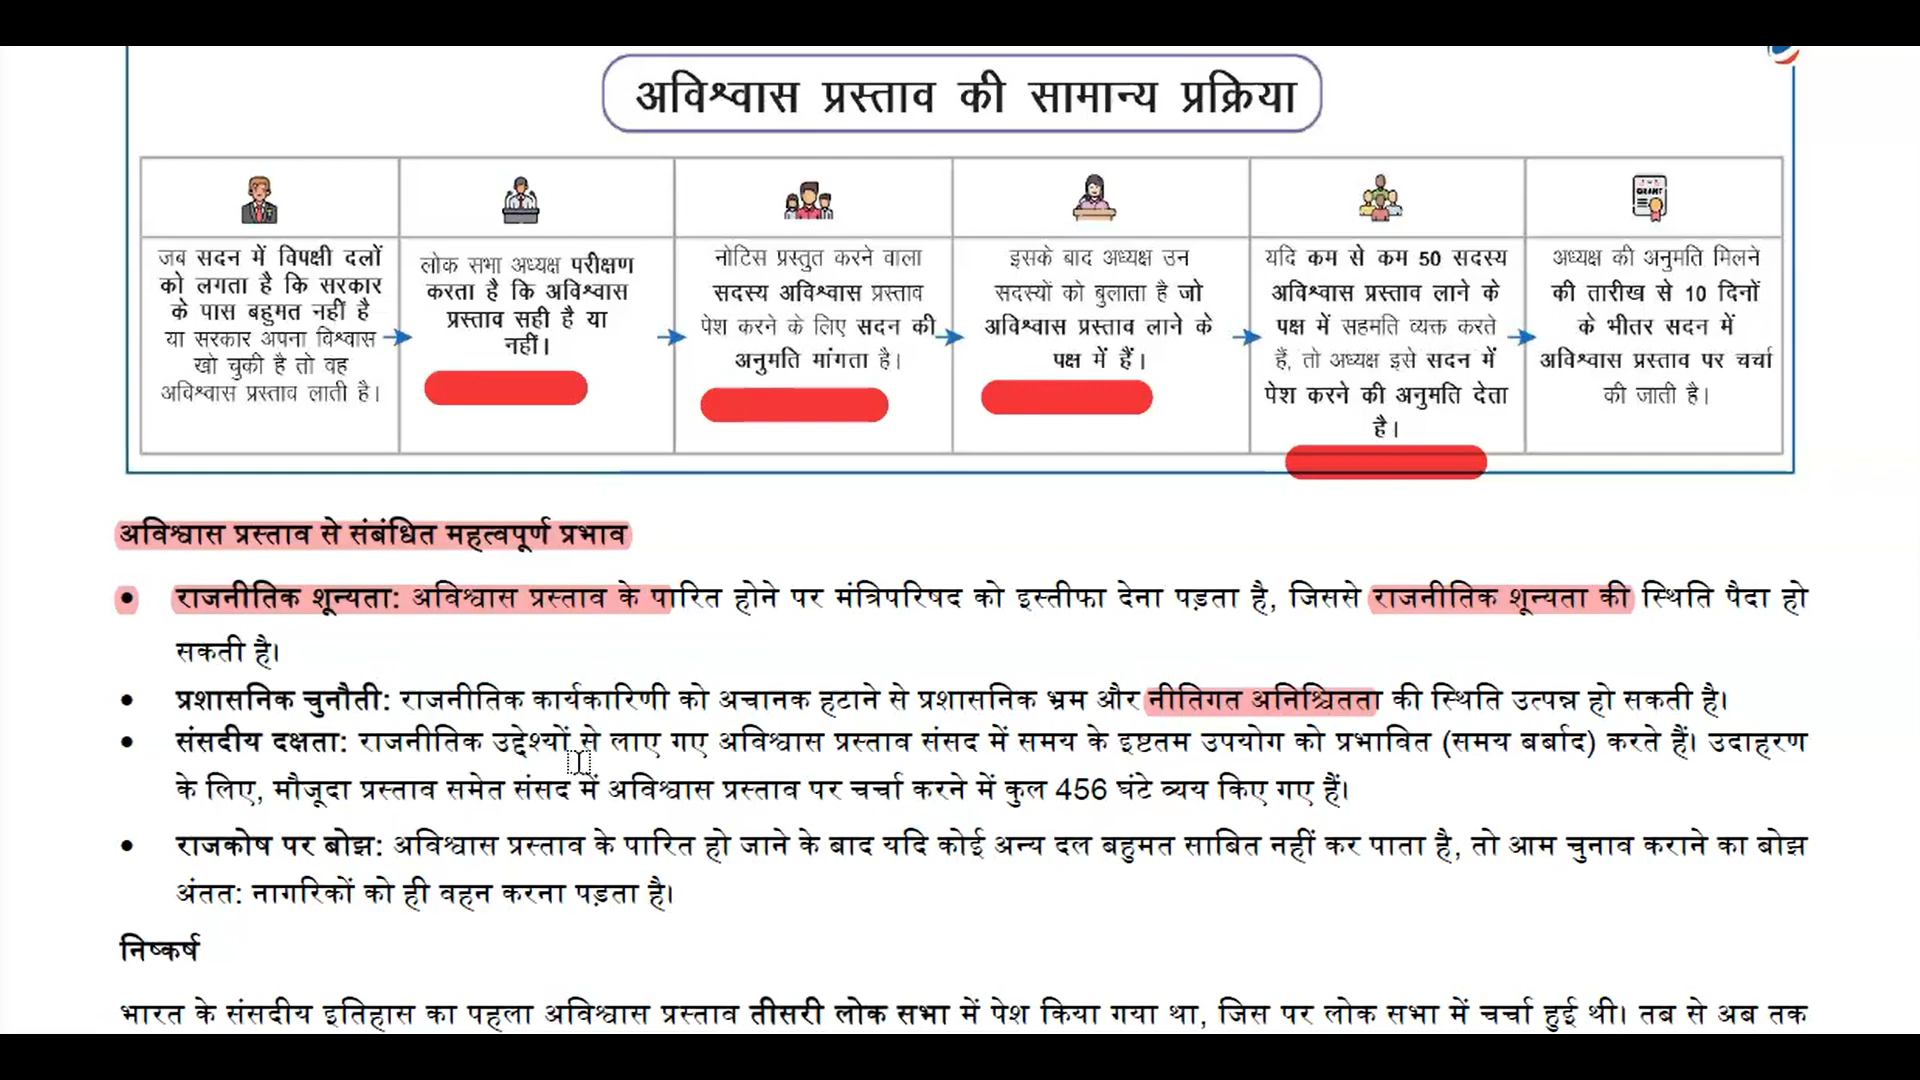 अविश्वास प्रस्ताव की सामान्य प्रक्रिया
जब सदन में विपक्षी दलों
को लगता है कि सरकार
के पास बहुमत नहीं है
या सरकार अपना विश्वास
खो चुकी है तो वह
अविश्वास प्रस्ताव लाती है।
लोक सभा अध्यक्ष परीक्षण
करता है कि अविश्वास
प्रस्ताव सही है या
नहीं।
नोटिस प्रस्तुत करने वाला
सदस्य अविश्वास प्रस्ताव
पेश करने के लिए सदन की
अनुमति मांगता है।
इसके बाद अध्यक्ष उन
सदस्यों को बुलाता है जो
अविश्वास प्रस्ताव लाने के
पक्ष में हैं।
यदि कम से कम 50 सदस्य
अविश्वास प्रस्ताव लाने के
पक्ष में सहमति व्यक्त करते
हैं, तो अध्यक्ष इसे सदन में
पेश करने की अनुमति देता
है।
GRANT
अध्यक्ष की अनुमति मिलने
की तारीख से 10 दिनों
के भीतर सदन में
अविश्वास प्रस्ताव पर चर्चा
की जाती है।
अविश्वास प्रस्ताव से संबंधित महत्वपूर्ण प्रभाव
• राजनीतिक शून्यता: अविश्वास प्रस्ताव के पारित होने पर मंत्रिपरिषद को इस्तीफा देना पड़ता है, जिससे राजनीतिक शून्यता की स्थिति पैदा हो
सकती है।
• प्रशासनिक चुनौती: राजनीतिक कार्यकारिणी को अचानक हटाने से प्रशासनिक भ्रम और नीतिगत अनिश्चितता की स्थिति उत्पन्न हो सकती है।
• संसदीय दक्षता: राजनीतिक उद्देश्यों से लाए गए अविश्वास प्रस्ताव संसद में समय के इष्टतम उपयोग को प्रभावित (समय बर्बाद) करते हैं। उदाहरण
के लिए, मौजूदा प्रस्ताव समेत संसद में अविश्वास प्रस्ताव पर चर्चा करने में कुल 456 घंटे व्यय किए गए हैं।
• राजकोष पर बोझ: अविश्वास प्रस्ताव के पारित हो जाने के बाद यदि कोई अन्य दल बहुमत साबित नहीं कर पाता है, तो आम चुनाव कराने का बोझ
अंतत: नागरिकों को ही वहन करना पड़ता है।
निष्कर्ष
भारत के संसदीय इतिहास का पहला अविश्वास प्रस्ताव तीसरी लोक सभा में पेश किया गया था, जिस पर लोक सभा में चर्चा हुई थी। तब से अब तक